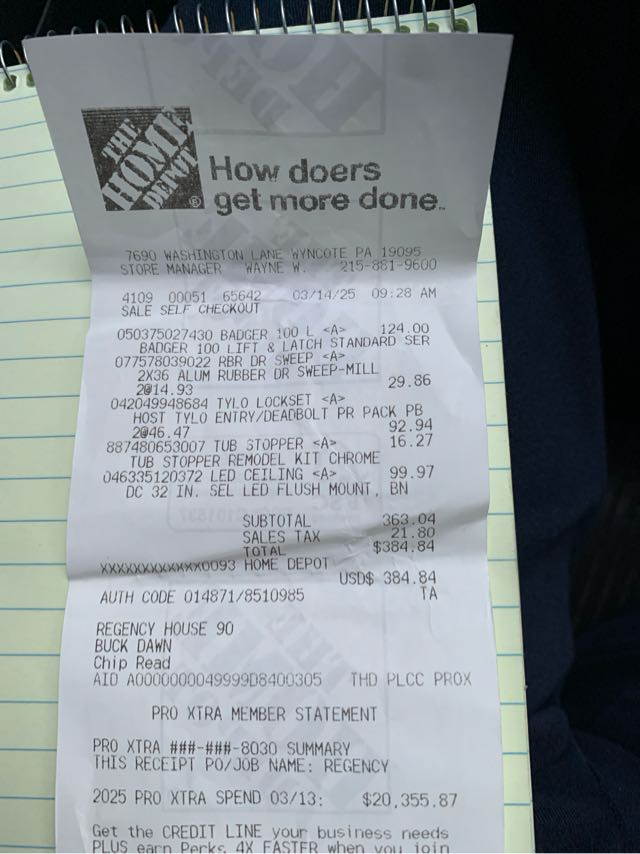 THE
HOME
DEPOT
®
How doers
get more done™
7690 WASHINGTON LANE WYNCOTE PA 19095
STORE MANAGER WAYNE W. 215-881-9600
4109 00051 65642 03/14/25 09:28 AM
SALE SELF CHECKOUT
050375027430 BADGER 100 L <A> 124.00
BADGER 100 LIFT & LATCH STANDARD SER
077578039022 RBR DR SWEEP <A>
2X36 ALUM RUBBER DR SWEEP-MILL
2@14.93 29.86
042049948684 TYLO LOCKSET <A>
HOST TYLO ENTRY/DEADBOLT PR PACK PB
2@46.47 92.94
887480653007 TUB STOPPER <A> 16.27
TUB STOPPER REMODEL KIT CHROME
046335120372 LED CEILING <A> 99.97
DC 32 IN. SEL LED FLUSH MOUNT, BN
SUBTOTAL 363.04
SALES TAX 21.80
TOTAL $384.84
XXXXXXXXXXXXX0093 HOME DEPOT
USD$ 384.84
AUTH CODE 014871/8510985 TA
REGENCY HOUSE 90
BUCK DAWN
Chip Read
AID A0000000049999D8400305 THD PLCC PROX
PRO XTRA MEMBER STATEMENT
PRO XTRA ###-###-8030 SUMMARY
THIS RECEIPT PO/JOB NAME: REGENCY
2025 PRO XTRA SPEND 03/13: $20,355.87
Get the CREDIT LINE your business needs
PLUS earn Perks 4X FASTER when you join